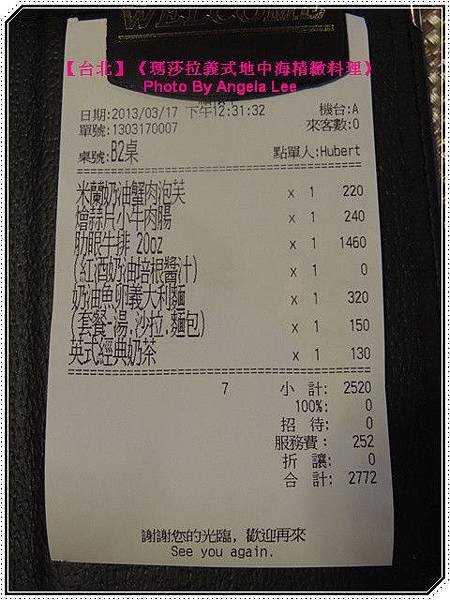 WELCOME
【台北】《瑪莎拉義式地中海精緻料理》
Photo By Angela Lee
日期:2013/03/17 下午12:31:32 機台:A
單號:1303170007 來客數:0
桌號:B2桌 點單人:Hubert
米蘭奶油蟹肉泡芙 x 1 220
燴蒜片小牛肉腸 x 1 240
肋眼牛排 20oz x 1 1460
(紅酒奶油培根醬汁) x 1 0
奶油魚卵義大利麵 x 1 320
(套餐-湯.沙拉.麵包) x 1 150
英式經典奶茶 x 1 130
7 小 計: 2520
100%: 0
招 待: 0
服務費: 252
折 讓: 0
合 計: 2772
謝謝您的光臨，歡迎再來
See you again.